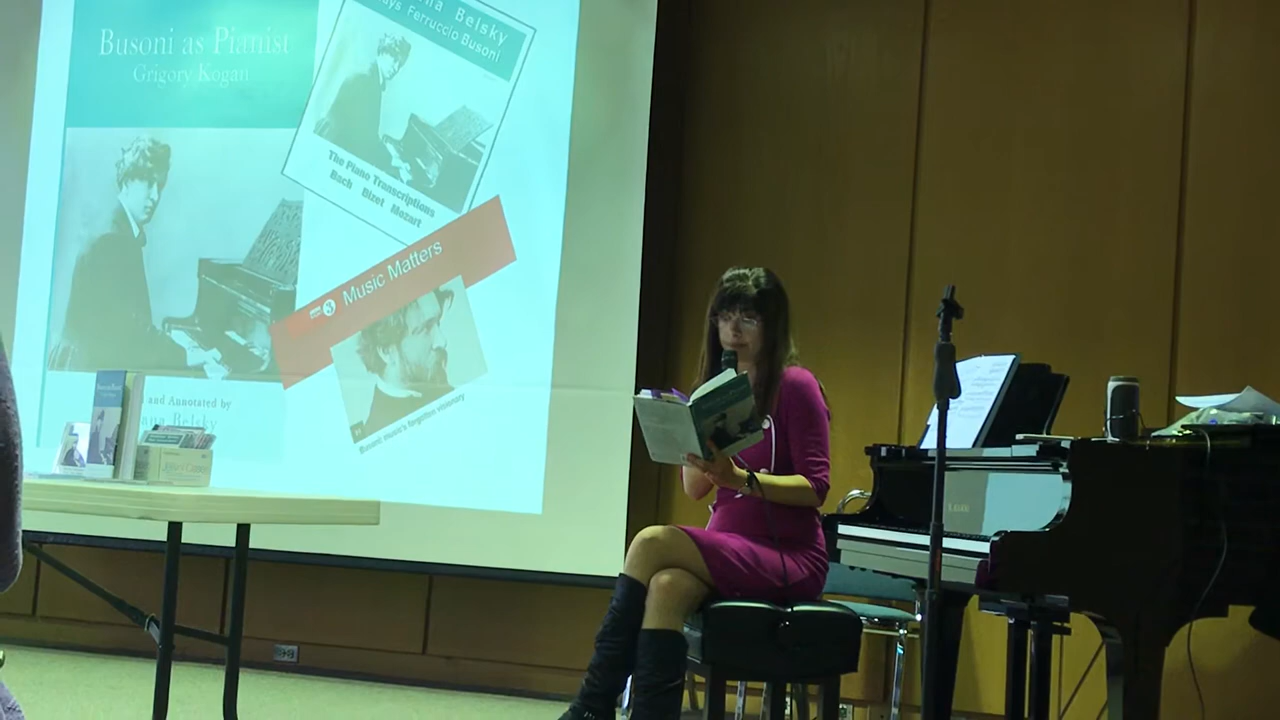 Busoni as Pianist
Grigory Kogan
and Annotated by
Belsky
Belsky
Ferruccio Busoni
The Piano Transcriptions
Bach Bizet Mozart
3 Music Matters
Busoni: music's forgotten visionary